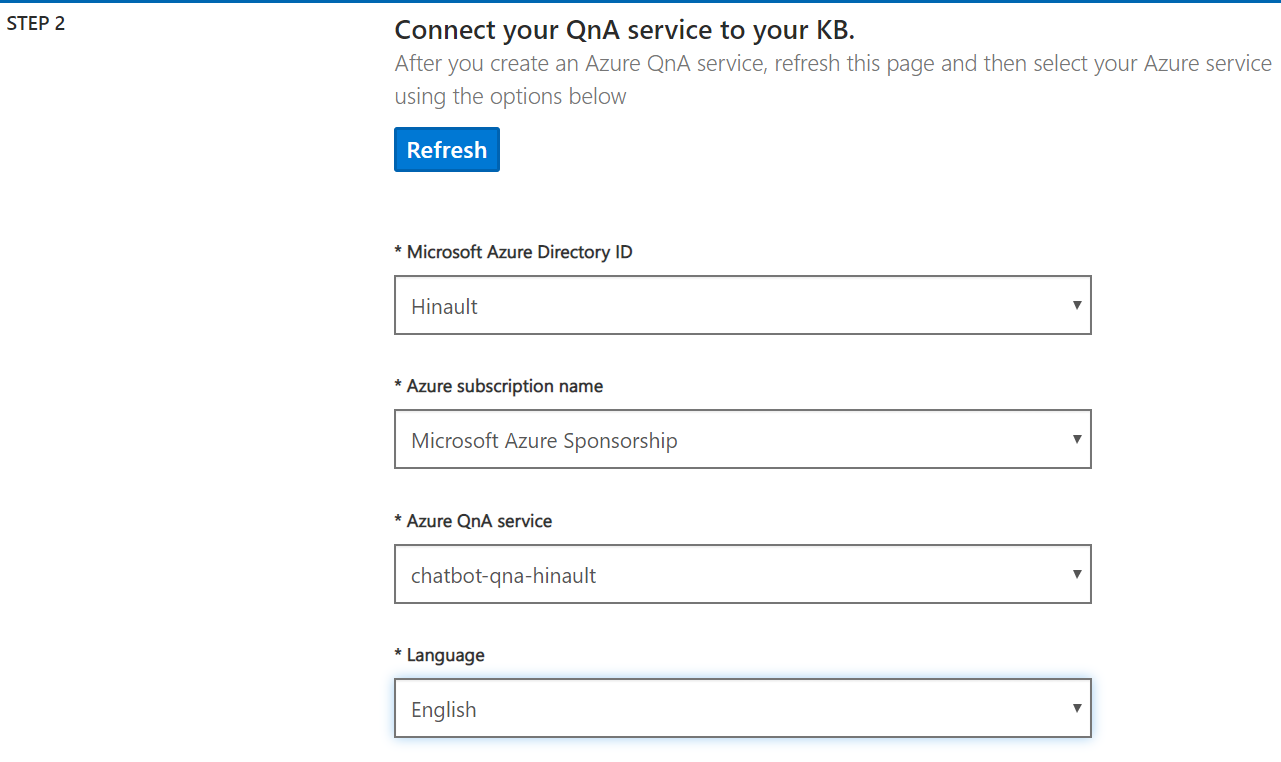 STEP 2
Connect your QnA service to your KB.
After you create an Azure QnA service, refresh this page and then select your Azure service
using the options below
Refresh
* Microsoft Azure Directory ID
Hinault
* Azure subscription name
Microsoft Azure Sponsorship
* Azure QnA service
chatbot-qna-hinault
* Language
English